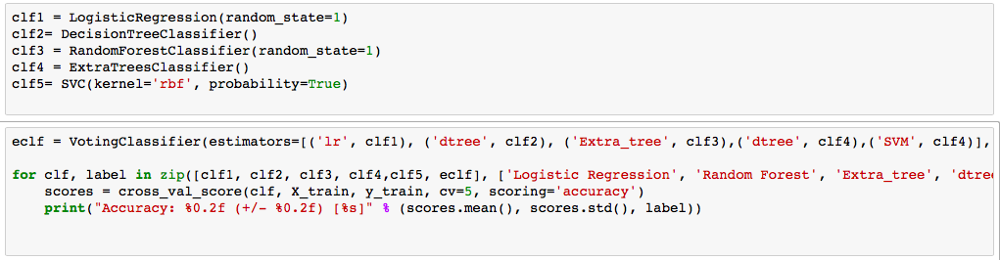 clf1 = LogisticRegression(random_state=1)
clf2= DecisionTreeClassifier()
clf3 = RandomForestClassifier(random_state=1)
clf4 = ExtraTreesClassifier()
clf5= SVC(kernel='rbf', probability=True)
eclf = VotingClassifier(estimators=[('lr', clf1), ('dtree', clf2), ('Extra_tree', clf3),('dtree', clf4),('SVM', clf4)],
for clf, label in zip([clf1, clf2, clf3, clf4,clf5, eclf], ['Logistic Regression', 'Random Forest', 'Extra_tree', 'dtree
scores = cross_val_score(clf, X_train, y_train, cv=5, scoring='accuracy')
print("Accuracy: %0.2f (+/- %0.2f) [%s]" % (scores.mean(), scores.std(), label))